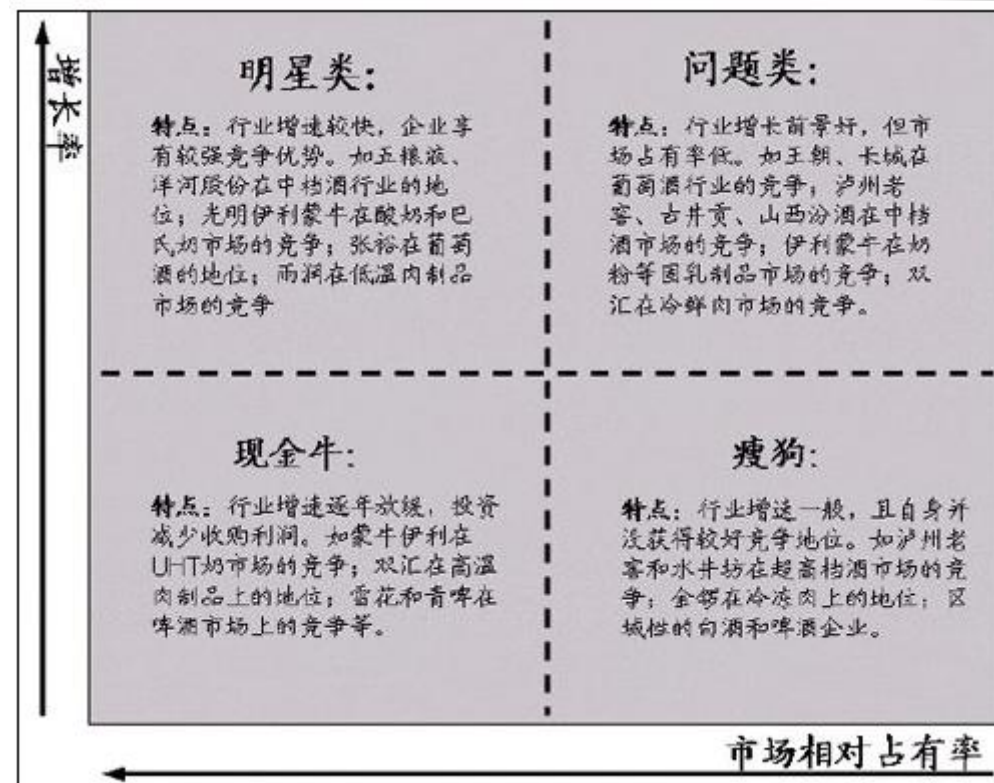 增长率
明星类:
特点: 行业增速较快, 企业享
有较强竞争优势。如五粮液、
洋河股份在中档酒行业的地
位; 光明伊利蒙牛在酸奶和巴
氏奶市场的竞争; 张裕在葡萄
酒的地位; 雨润在低温肉制品
市场的竞争
问题类:
特点: 行业增长前景好, 但市
场占有率低。如王朝、长城在
葡萄酒行业的竞争; 泸州老
窖、古井贡、山西汾酒在中档
酒市场的竞争; 伊利蒙牛在奶
粉等固乳制品市场的竞争; 双
汇在冷鲜肉市场的竞争。
现金牛:
特点: 行业增速逐年放缓, 投资
减少收购利润。如蒙牛伊利在
UHT奶市场的竞争; 双汇在高温
肉制品上的地位; 雪花和青啤在
啤酒市场上的竞争等。
瘦狗:
特点: 行业增速一般, 且自身并
没获得较好竞争地位。如泸州老
窖和水井坊在超高档酒市场的竞
争; 金锣在冷冻肉上的地位; 区
域性的白酒和啤酒企业。
市场相对占有率